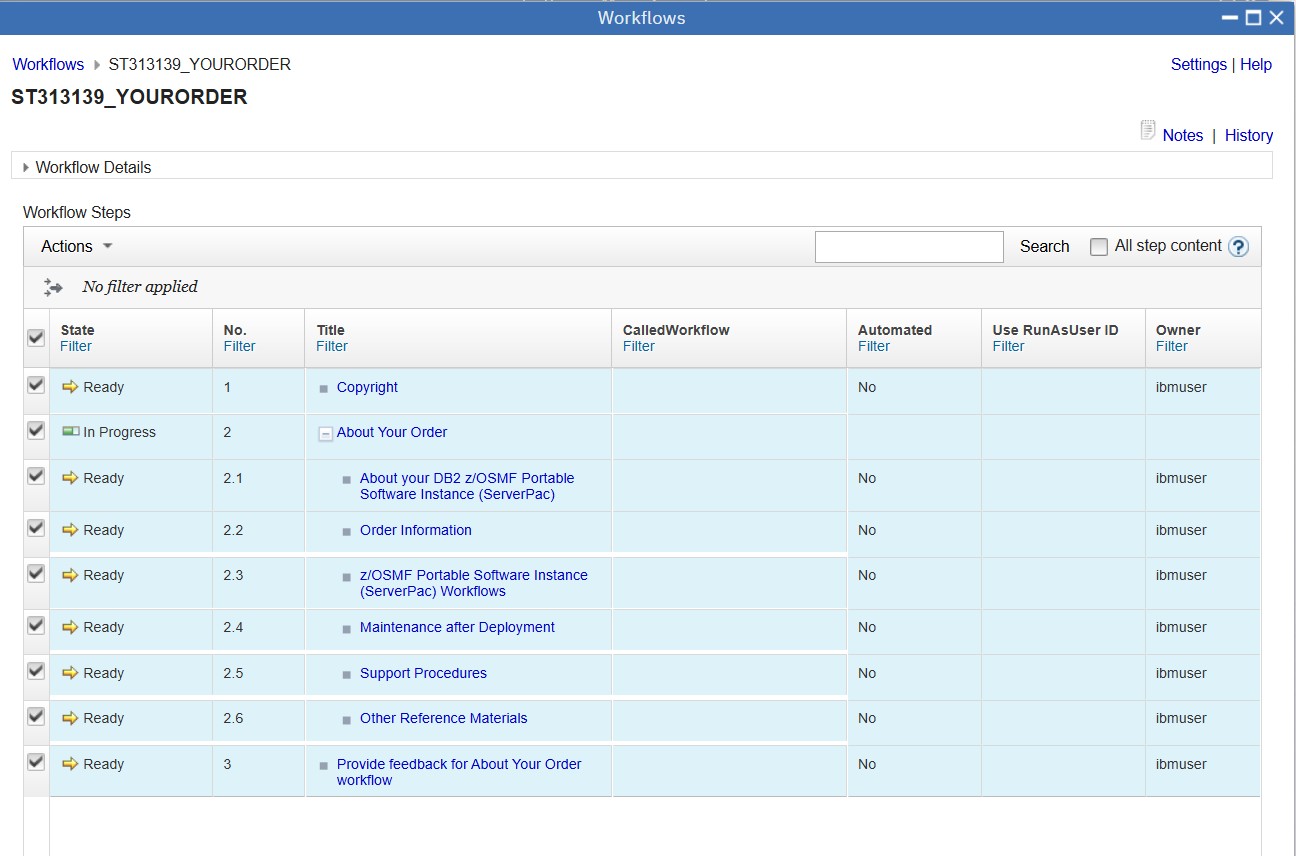 Workflows
Workflows ST313139_YOURORDER
Settings | Help
ST313139_YOURORDER
Notes | History
Workflow Details
Workflow Steps
Actions Search All step content ?
No filter applied
State No. Title CalledWorkflow Automated Use RunAsUser ID Owner
Filter Filter Filter Filter Filter Filter Filter
Ready 1 Copyright No ibmuser
In Progress 2 About Your Order
Ready 2.1 About your DB2 z/OSMF Portable No ibmuser
Software Instance (ServerPac)
Ready 2.2 Order Information No ibmuser
Ready 2.3 z/OSMF Portable Software Instance No ibmuser
(ServerPac) Workflows
Ready 2.4 Maintenance after Deployment No ibmuser
Ready 2.5 Support Procedures No ibmuser
Ready 2.6 Other Reference Materials No ibmuser
Ready 3 Provide feedback for About Your Order No ibmuser
workflow